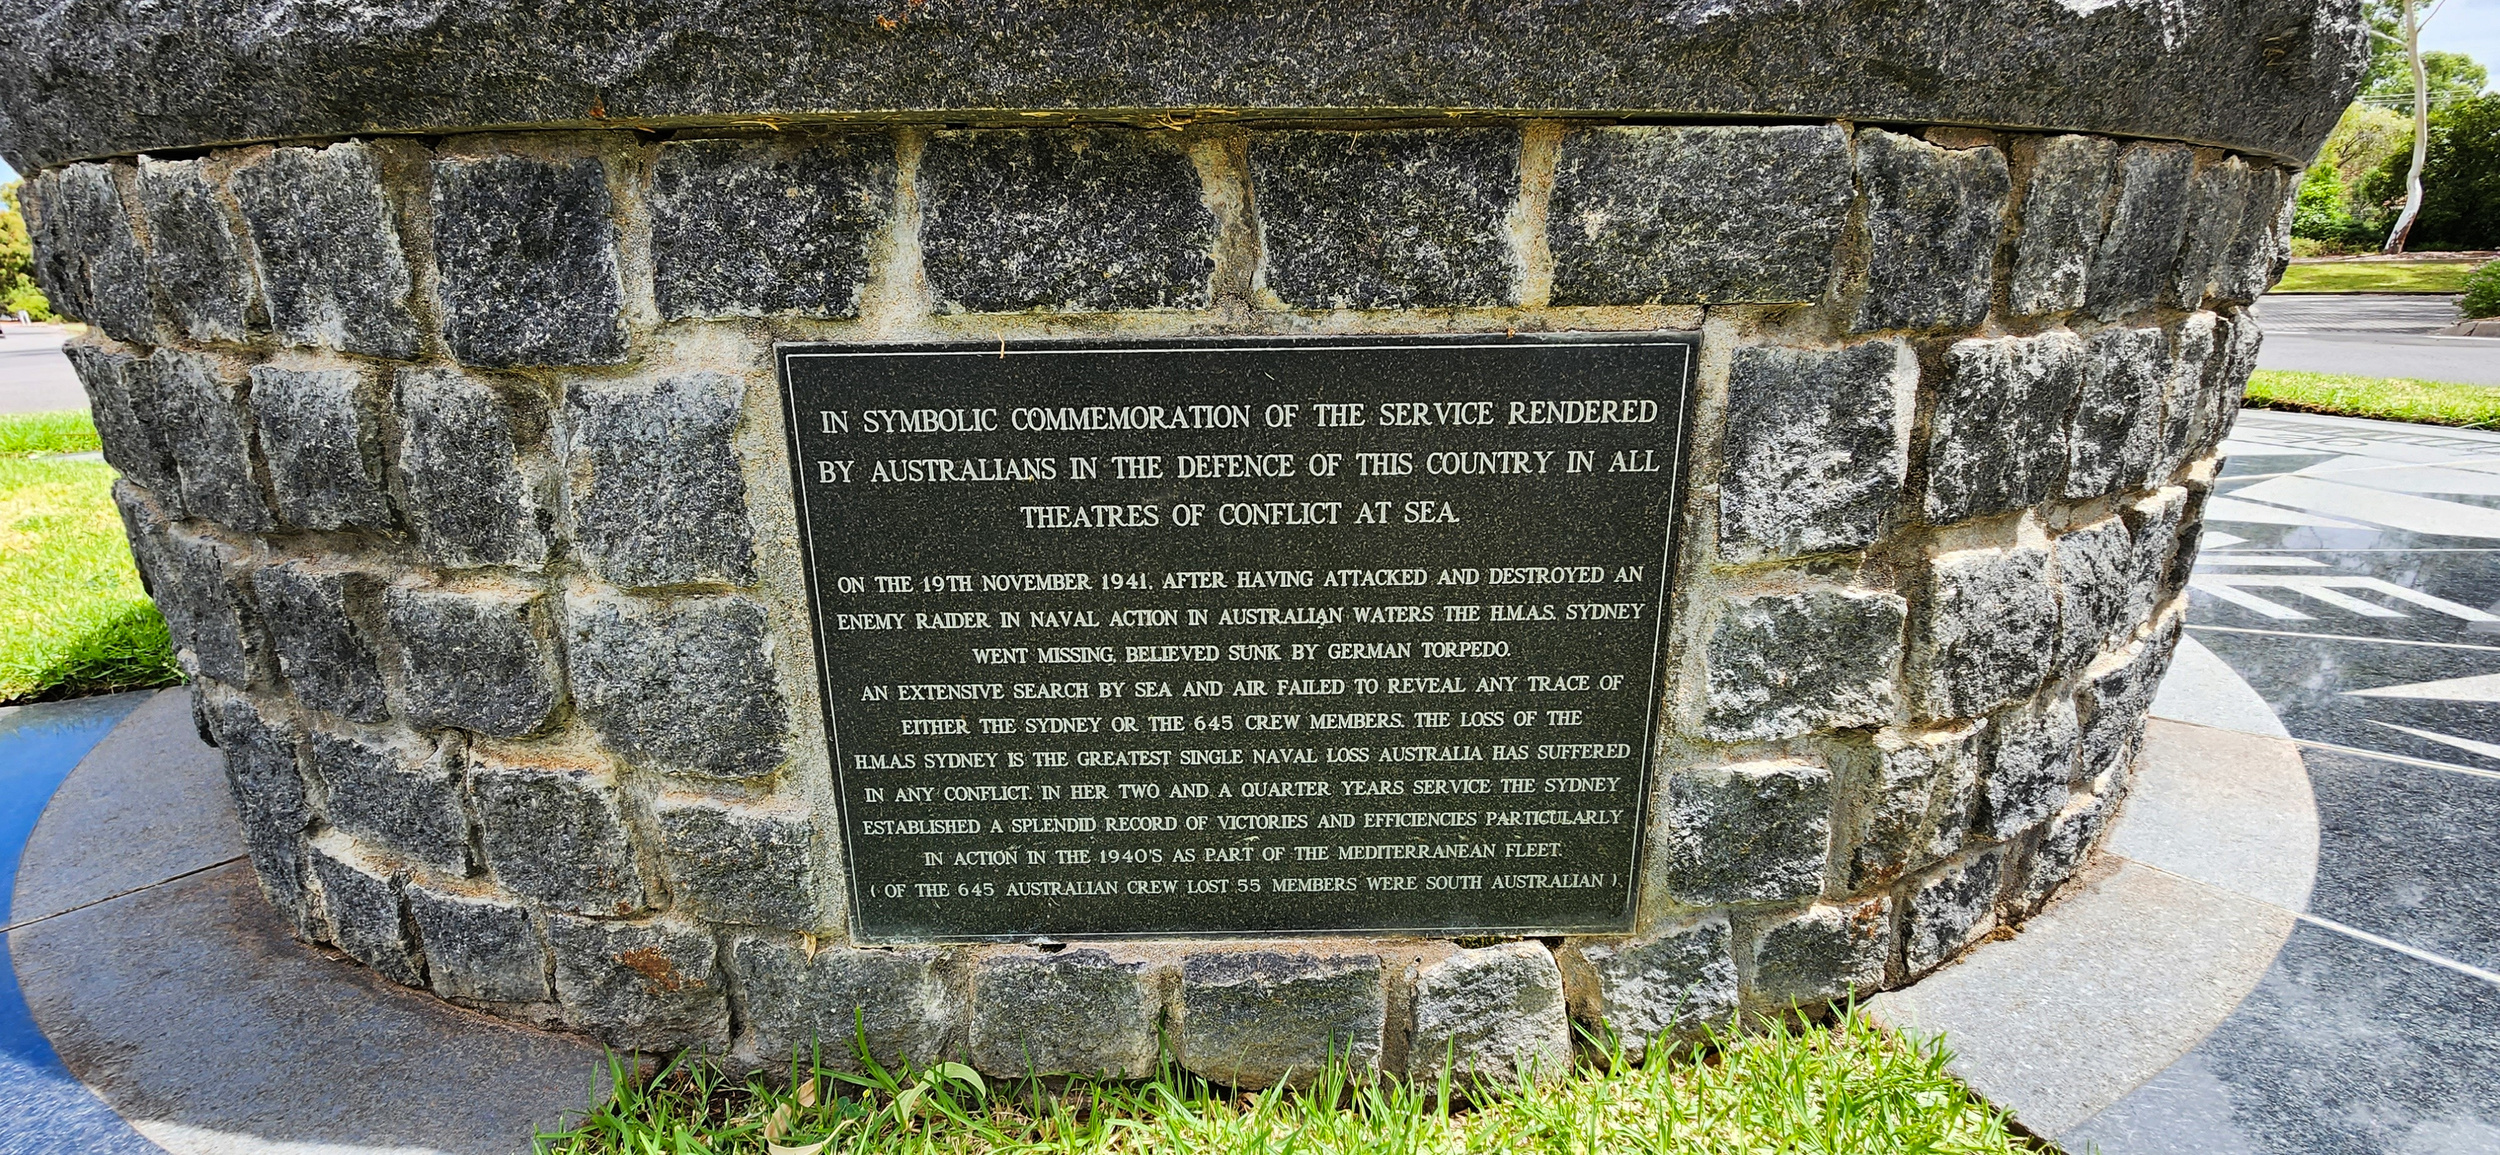 IN SYMBOLIC COMMEMORATION OF THE SERVICE RENDERED
BY AUSTRALIANS IN THE DEFENCE OF THIS COUNTRY IN ALL
THEATRES OF CONFLICT AT SEA.
ON THE 19TH NOVEMBER 1941, AFTER HAVING ATTACKED AND DESTROYED AN
ENEMY RAIDER IN NAVAL ACTION IN AUSTRALIAN WATERS THE H.M.A.S. SYDNEY
WENT MISSING, BELIEVED SUNK BY GERMAN TORPEDO.
AN EXTENSIVE SEARCH BY SEA AND AIR FAILED TO REVEAL ANY TRACE OF
EITHER THE SYDNEY OR THE 645 CREW MEMBERS. THE LOSS OF THE
H.M.A.S SYDNEY IS THE GREATEST SINGLE NAVAL LOSS AUSTRALIA HAS SUFFERED
IN ANY CONFLICT. IN HER TWO AND A QUARTER YEARS SERVICE THE SYDNEY
ESTABLISHED A SPLENDID RECORD OF VICTORIES AND EFFICIENCIES PARTICULARLY
IN ACTION IN THE 1940'S AS PART OF THE MEDITERRANEAN FLEET.
( OF THE 645 AUSTRALIAN CREW LOST 55 MEMBERS WERE SOUTH AUSTRALIAN ).